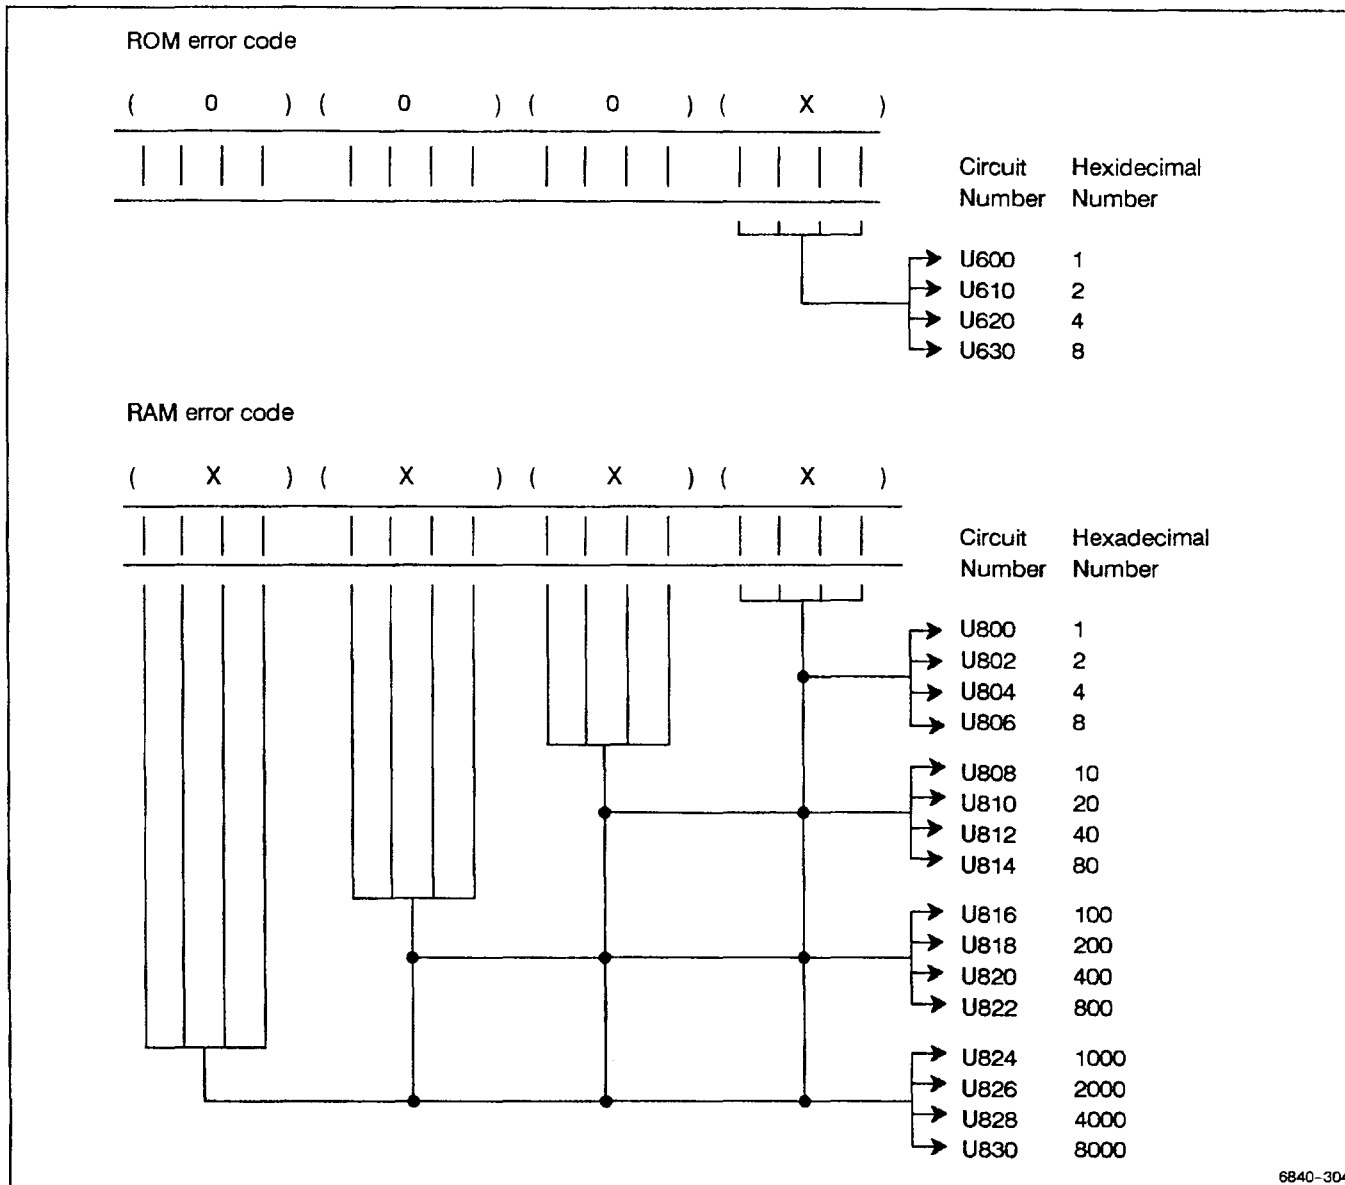 ROM error code
( 0 ) ( 0 ) ( 0 ) ( X )
Circuit Hexidecimal
Number Number
U600 1
U610 2
U620 4
U630 8
RAM error code
( X ) ( X ) ( X ) ( X )
Circuit Hexadecimal
Number Number
U800 1
U802 2
U804 4
U806 8
U808 10
U810 20
U812 40
U814 80
U816 100
U818 200
U820 400
U822 800
U824 1000
U826 2000
U828 4000
U830 8000
6840-304